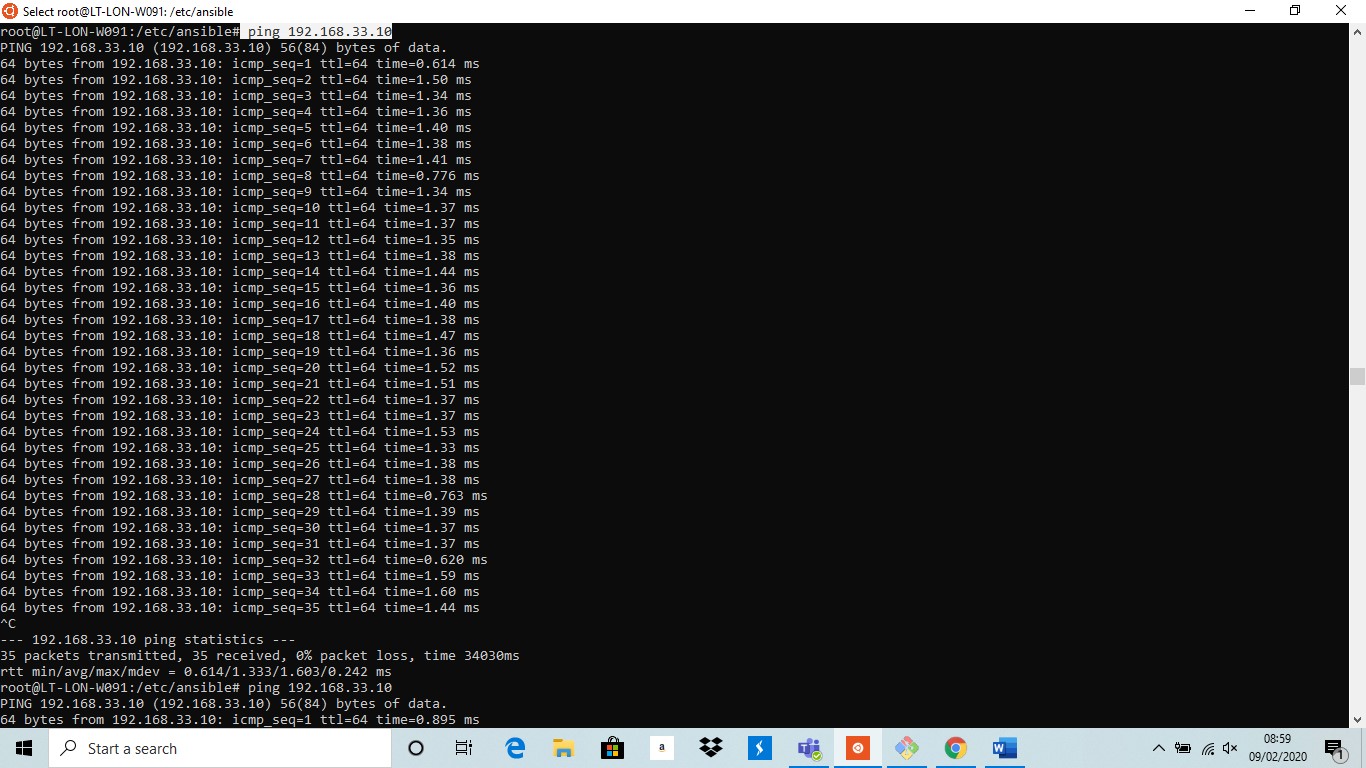 Select root@LT-LON-W091: /etc/ansible
root@LT-LON-W091:/etc/ansible# ping 192.168.33.10
PING 192.168.33.10 (192.168.33.10) 56(84) bytes of data.
64 bytes from 192.168.33.10: icmp_seq=1 ttl=64 time=0.614 ms
64 bytes from 192.168.33.10: icmp_seq=2 ttl=64 time=1.50 ms
64 bytes from 192.168.33.10: icmp_seq=3 ttl=64 time=1.34 ms
64 bytes from 192.168.33.10: icmp_seq=4 ttl=64 time=1.36 ms
64 bytes from 192.168.33.10: icmp_seq=5 ttl=64 time=1.40 ms
64 bytes from 192.168.33.10: icmp_seq=6 ttl=64 time=1.38 ms
64 bytes from 192.168.33.10: icmp_seq=7 ttl=64 time=1.41 ms
64 bytes from 192.168.33.10: icmp_seq=8 ttl=64 time=0.776 ms
64 bytes from 192.168.33.10: icmp_seq=9 ttl=64 time=1.34 ms
64 bytes from 192.168.33.10: icmp_seq=10 ttl=64 time=1.37 ms
64 bytes from 192.168.33.10: icmp_seq=11 ttl=64 time=1.37 ms
64 bytes from 192.168.33.10: icmp_seq=12 ttl=64 time=1.35 ms
64 bytes from 192.168.33.10: icmp_seq=13 ttl=64 time=1.38 ms
64 bytes from 192.168.33.10: icmp_seq=14 ttl=64 time=1.44 ms
64 bytes from 192.168.33.10: icmp_seq=15 ttl=64 time=1.36 ms
64 bytes from 192.168.33.10: icmp_seq=16 ttl=64 time=1.40 ms
64 bytes from 192.168.33.10: icmp_seq=17 ttl=64 time=1.38 ms
64 bytes from 192.168.33.10: icmp_seq=18 ttl=64 time=1.47 ms
64 bytes from 192.168.33.10: icmp_seq=19 ttl=64 time=1.36 ms
64 bytes from 192.168.33.10: icmp_seq=20 ttl=64 time=1.52 ms
64 bytes from 192.168.33.10: icmp_seq=21 ttl=64 time=1.51 ms
64 bytes from 192.168.33.10: icmp_seq=22 ttl=64 time=1.37 ms
64 bytes from 192.168.33.10: icmp_seq=23 ttl=64 time=1.37 ms
64 bytes from 192.168.33.10: icmp_seq=24 ttl=64 time=1.53 ms
64 bytes from 192.168.33.10: icmp_seq=25 ttl=64 time=1.33 ms
64 bytes from 192.168.33.10: icmp_seq=26 ttl=64 time=1.38 ms
64 bytes from 192.168.33.10: icmp_seq=27 ttl=64 time=1.38 ms
64 bytes from 192.168.33.10: icmp_seq=28 ttl=64 time=0.763 ms
64 bytes from 192.168.33.10: icmp_seq=29 ttl=64 time=1.39 ms
64 bytes from 192.168.33.10: icmp_seq=30 ttl=64 time=1.37 ms
64 bytes from 192.168.33.10: icmp_seq=31 ttl=64 time=1.37 ms
64 bytes from 192.168.33.10: icmp_seq=32 ttl=64 time=0.620 ms
64 bytes from 192.168.33.10: icmp_seq=33 ttl=64 time=1.59 ms
64 bytes from 192.168.33.10: icmp_seq=34 ttl=64 time=1.60 ms
64 bytes from 192.168.33.10: icmp_seq=35 ttl=64 time=1.44 ms
^C
--- 192.168.33.10 ping statistics ---
35 packets transmitted, 35 received, 0% packet loss, time 34030ms
rtt min/avg/max/mdev = 0.614/1.333/1.603/0.242 ms
root@LT-LON-W091:/etc/ansible# ping 192.168.33.10
PING 192.168.33.10 (192.168.33.10) 56(84) bytes of data.
64 bytes from 192.168.33.10: icmp_seq=1 ttl=64 time=0.895 ms
Start a search
a
W
08:59
09/02/2020
1